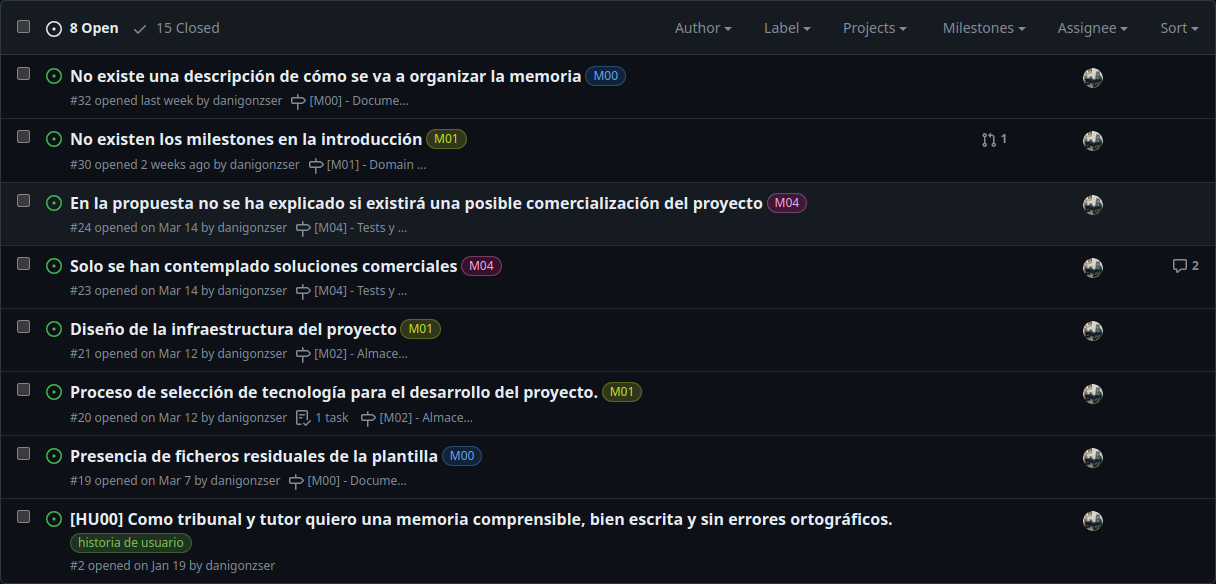 8 Open 15 Closed Author Label Projects Milestones Assignee Sort
No existe una descripción de cómo se va a organizar la memoria M00
#32 opened last week by danigonzser [M00] - Docume...
No existen los milestones en la introducción M01 1
#30 opened 2 weeks ago by danigonzser [M01] - Domain ...
En la propuesta no se ha explicado si existirá una posible comercialización del proyecto M04
#24 opened on Mar 14 by danigonzser [M04] - Tests y ...
Solo se han contemplado soluciones comerciales M04 2
#23 opened on Mar 14 by danigonzser [M04] - Tests y ...
Diseño de la infraestructura del proyecto M01
#21 opened on Mar 12 by danigonzser [M02] - Almace...
Proceso de selección de tecnología para el desarrollo del proyecto. M01
#20 opened on Mar 12 by danigonzser 1 task [M02] - Almace...
Presencia de ficheros residuales de la plantilla M00
#19 opened on Mar 7 by danigonzser [M00] - Docume...
[HU00] Como tribunal y tutor quiero una memoria comprensible, bien escrita y sin errores ortográficos.
historia de usuario
#2 opened on Jan 19 by danigonzser